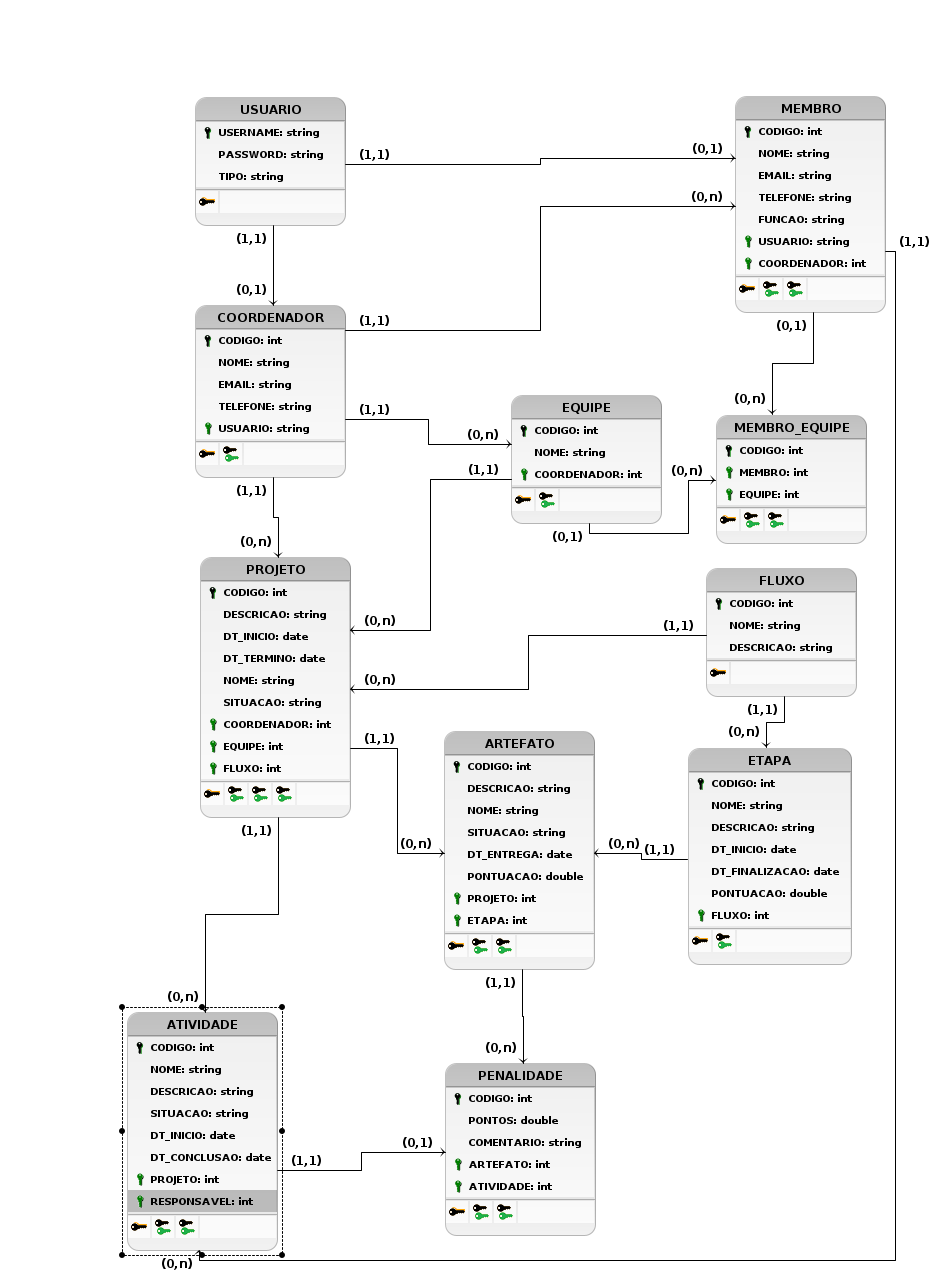 USUARIO
USERNAME: string
PASSWORD: string
TIPO: string
(1,1)
(0,1)
MEMBRO
CODIGO: int
NOME: string
EMAIL: string
TELEFONE: string
FUNCAO: string
USUARIO: string
COORDENADOR: int
(0,n)
(1,1)
(1,1)
(0,1)
COORDENADOR
CODIGO: int
NOME: string
EMAIL: string
TELEFONE: string
USUARIO: string
(1,1)
(0,1)
(0,n)
(1,1)
(0,n)
EQUIPE
CODIGO: int
NOME: string
COORDENADOR: int
(1,1)
(0,1)
(0,n)
MEMBRO_EQUIPE
CODIGO: int
MEMBRO: int
EQUIPE: int
(1,1)
(0,n)
PROJETO
CODIGO: int
DESCRICAO: string
DT_INICIO: date
DT_TERMINO: date
NOME: string
SITUACAO: string
COORDENADOR: int
EQUIPE: int
FLUXO: int
(0,n)
(0,n)
(1,1)
FLUXO
CODIGO: int
NOME: string
DESCRICAO: string
(1,1)
(0,n)
(1,1)
(0,n)
ARTEFATO
CODIGO: int
DESCRICAO: string
NOME: string
SITUACAO: string
DT_ENTREGA: date
PONTUACAO: double
PROJETO: int
ETAPA: int
(0,n)
(1,1)
ETAPA
CODIGO: int
NOME: string
DESCRICAO: string
DT_INICIO: date
DT_FINALIZACAO: date
PONTUACAO: double
FLUXO: int
(1,1)
(0,n)
(1,1)
(0,n)
ATIVIDADE
CODIGO: int
NOME: string
DESCRICAO: string
SITUACAO: string
DT_INICIO: date
DT_CONCLUSAO: date
PROJETO: int
RESPONSAVEL: int
(1,1)
(0,1)
PENALIDADE
CODIGO: int
PONTOS: double
COMENTARIO: string
ARTEFATO: int
ATIVIDADE: int
(0,n)